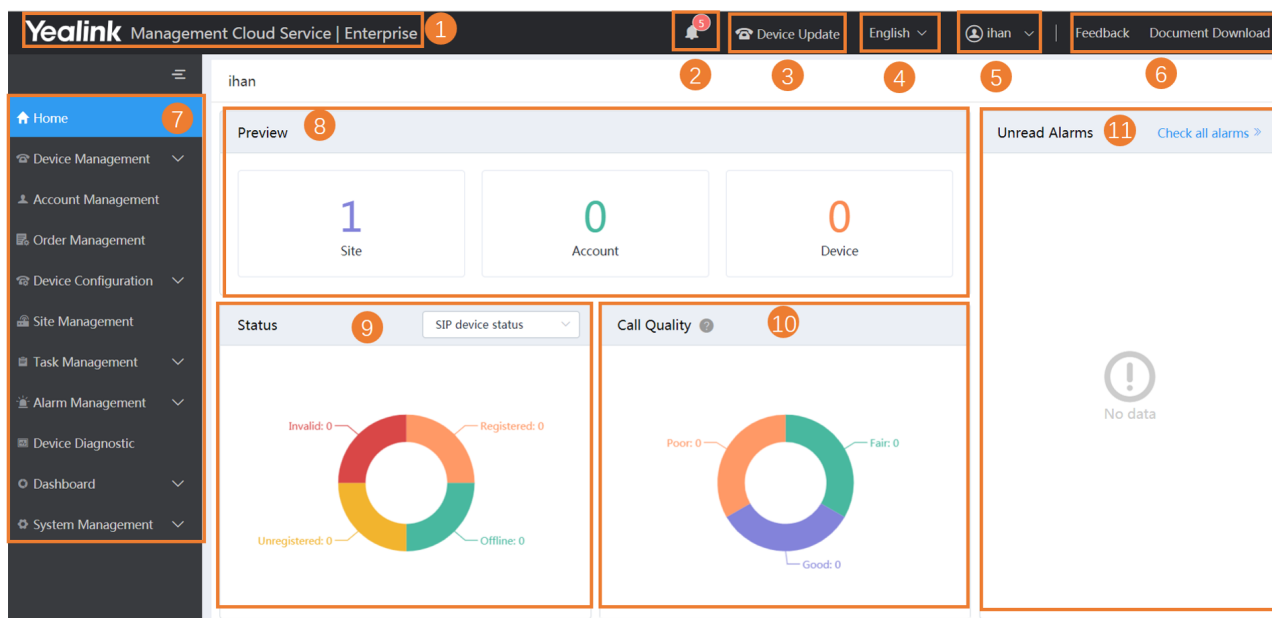 Yealink Management Cloud Service | Enterprise 1
5
Device Update
English
ihan
Feedback Document Download
2 3 4 5 6
ihan
Home 7
Device Management
Account Management
Order Management
Device Configuration
Site Management
Task Management
Alarm Management
Device Diagnostic
Dashboard
System Management
Preview 8
1
Site
0
Account
0
Device
Unread Alarms 11 Check all alarms »
No data
Status 9 SIP device status
Invalid: 0
Registered: 0
Unregistered: 0
Offline: 0
Call Quality ? 10
Poor: 0
Fair: 0
Good: 0